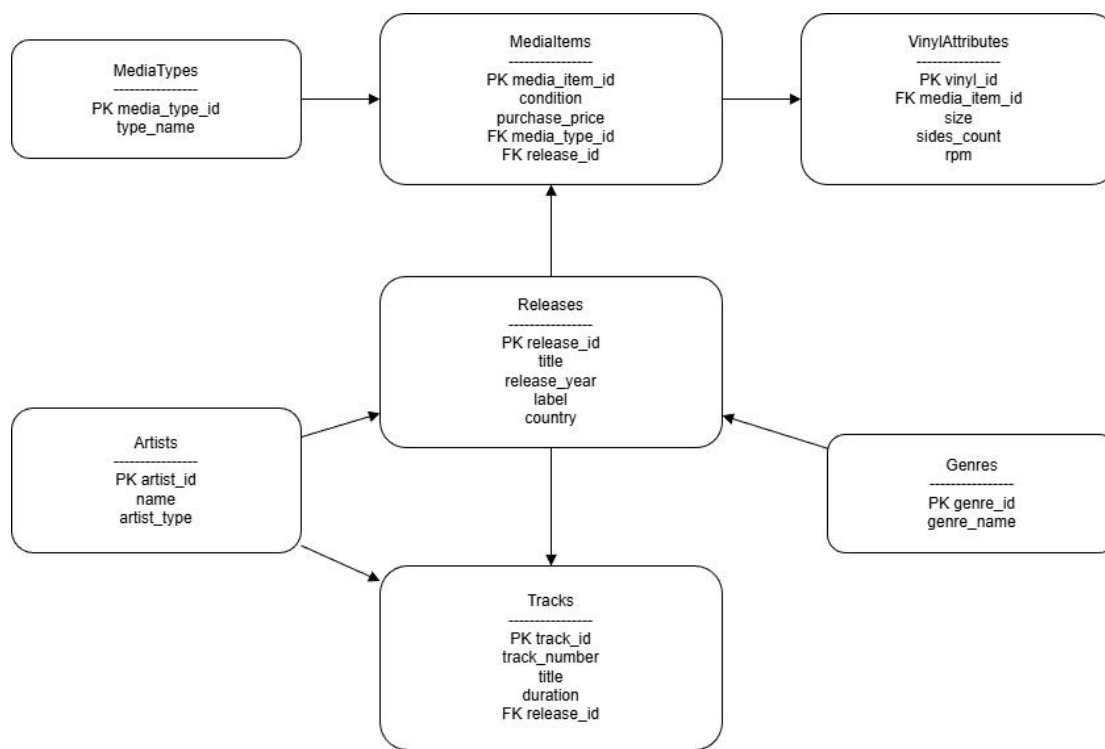 MediaTypes
----------------
PK media_type_id
type_name
MediaItems
----------------
PK media_item_id
condition
purchase_price
FK media_type_id
FK release_id
VinylAttributes
----------------
PK vinyl_id
FK media_item_id
size
sides_count
rpm
Releases
----------------
PK release_id
title
release_year
label
country
Artists
----------------
PK artist_id
name
artist_type
Genres
----------------
PK genre_id
genre_name
Tracks
----------------
PK track_id
track_number
title
duration
FK release_id